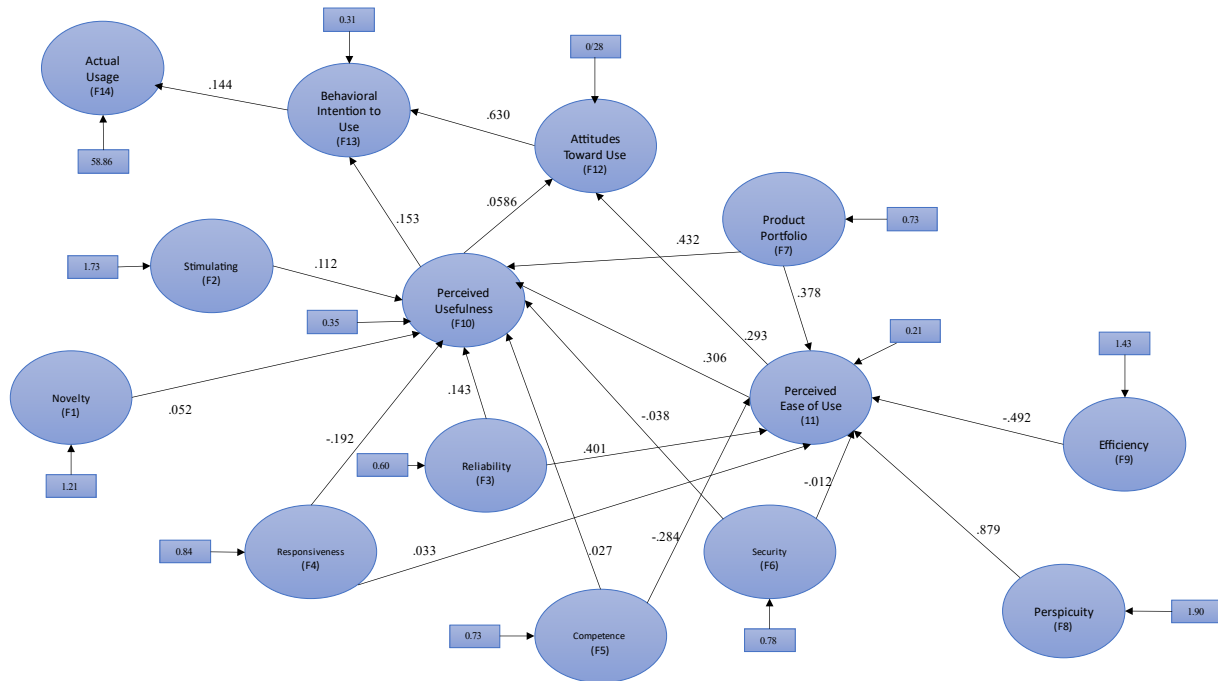 0.31
0/28
Actual
Usage
(F14)
.144
Behavioral
Intention to
Use
(F13)
.630
Attitudes
Toward Use
(F12)
58.86
.153
.0586
Product
Portfolio
(F7)
0.73
.432
1.73
Stimulating
(F2)
.112
Perceived
Usefulness
(F10)
0.35
.378
.293
0.21
1.43
.306
Perceived
Ease of Use
(11)
Novelty
(F1)
.052
.143
-.038
-.492
Efficiency
(F9)
-.192
0.60
Reliability
(F3)
.401
1.21
-.012
0.84
Responsiveness
(F4)
.033
.027
-.284
Security
(F6)
.879
0.73
Competence
(F5)
0.78
Perspicuity
(F8)
1.90